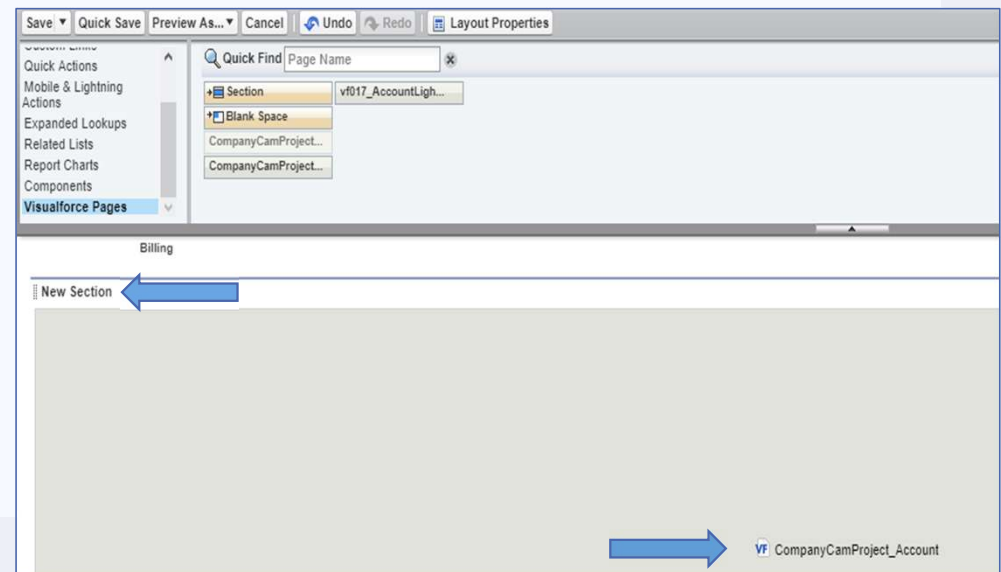 Save Quick Save Preview As... Cancel Undo Redo Layout Properties
Custom Links
Quick Actions
Mobile & Lightning
Actions
Expanded Lookups
Related Lists
Report Charts
Components
Visualforce Pages
Quick Find Page Name
Section vf017_AccountLigh...
Blank Space
CompanyCamProject...
CompanyCamProject...
Billing
New Section
VF CompanyCamProject_Account